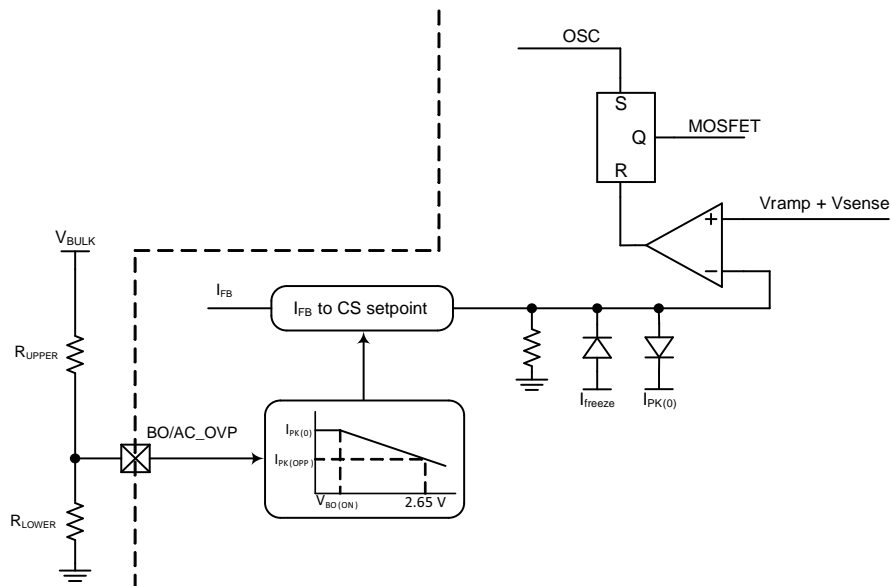 OSC
S
Q
MOSFET
R
Vramp + Vsense
+
−
V_BULK
I_FB
I_FB to CS setpoint
R_UPPER
I_freeze
I_PK(0)
BO/AC_OVP
I_PK(0)
I_PK(OPP)
V_BO(ON)
2.65 V
R_LOWER